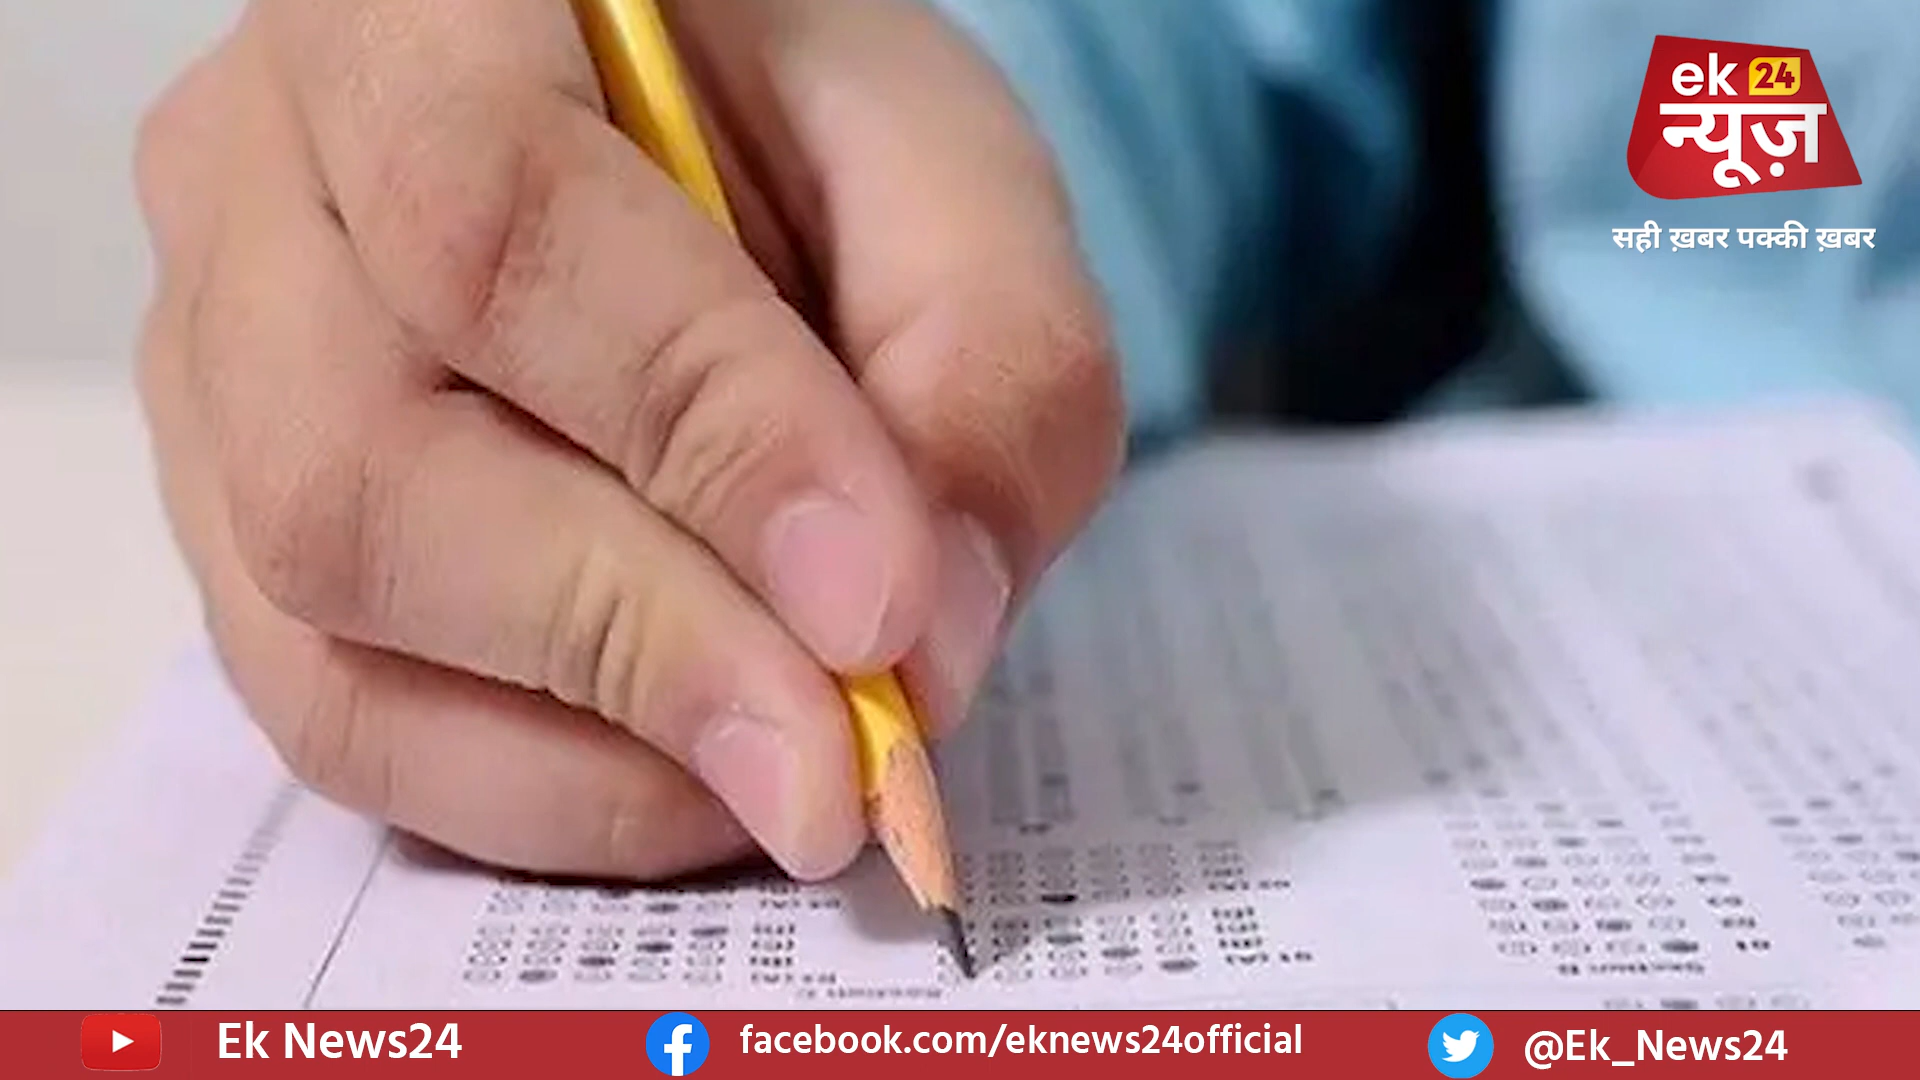 ek 24
न्यूज़
सही ख़बर पक्की ख़बर
Ek News24
facebook.com/eknews24official
@Ek_News24